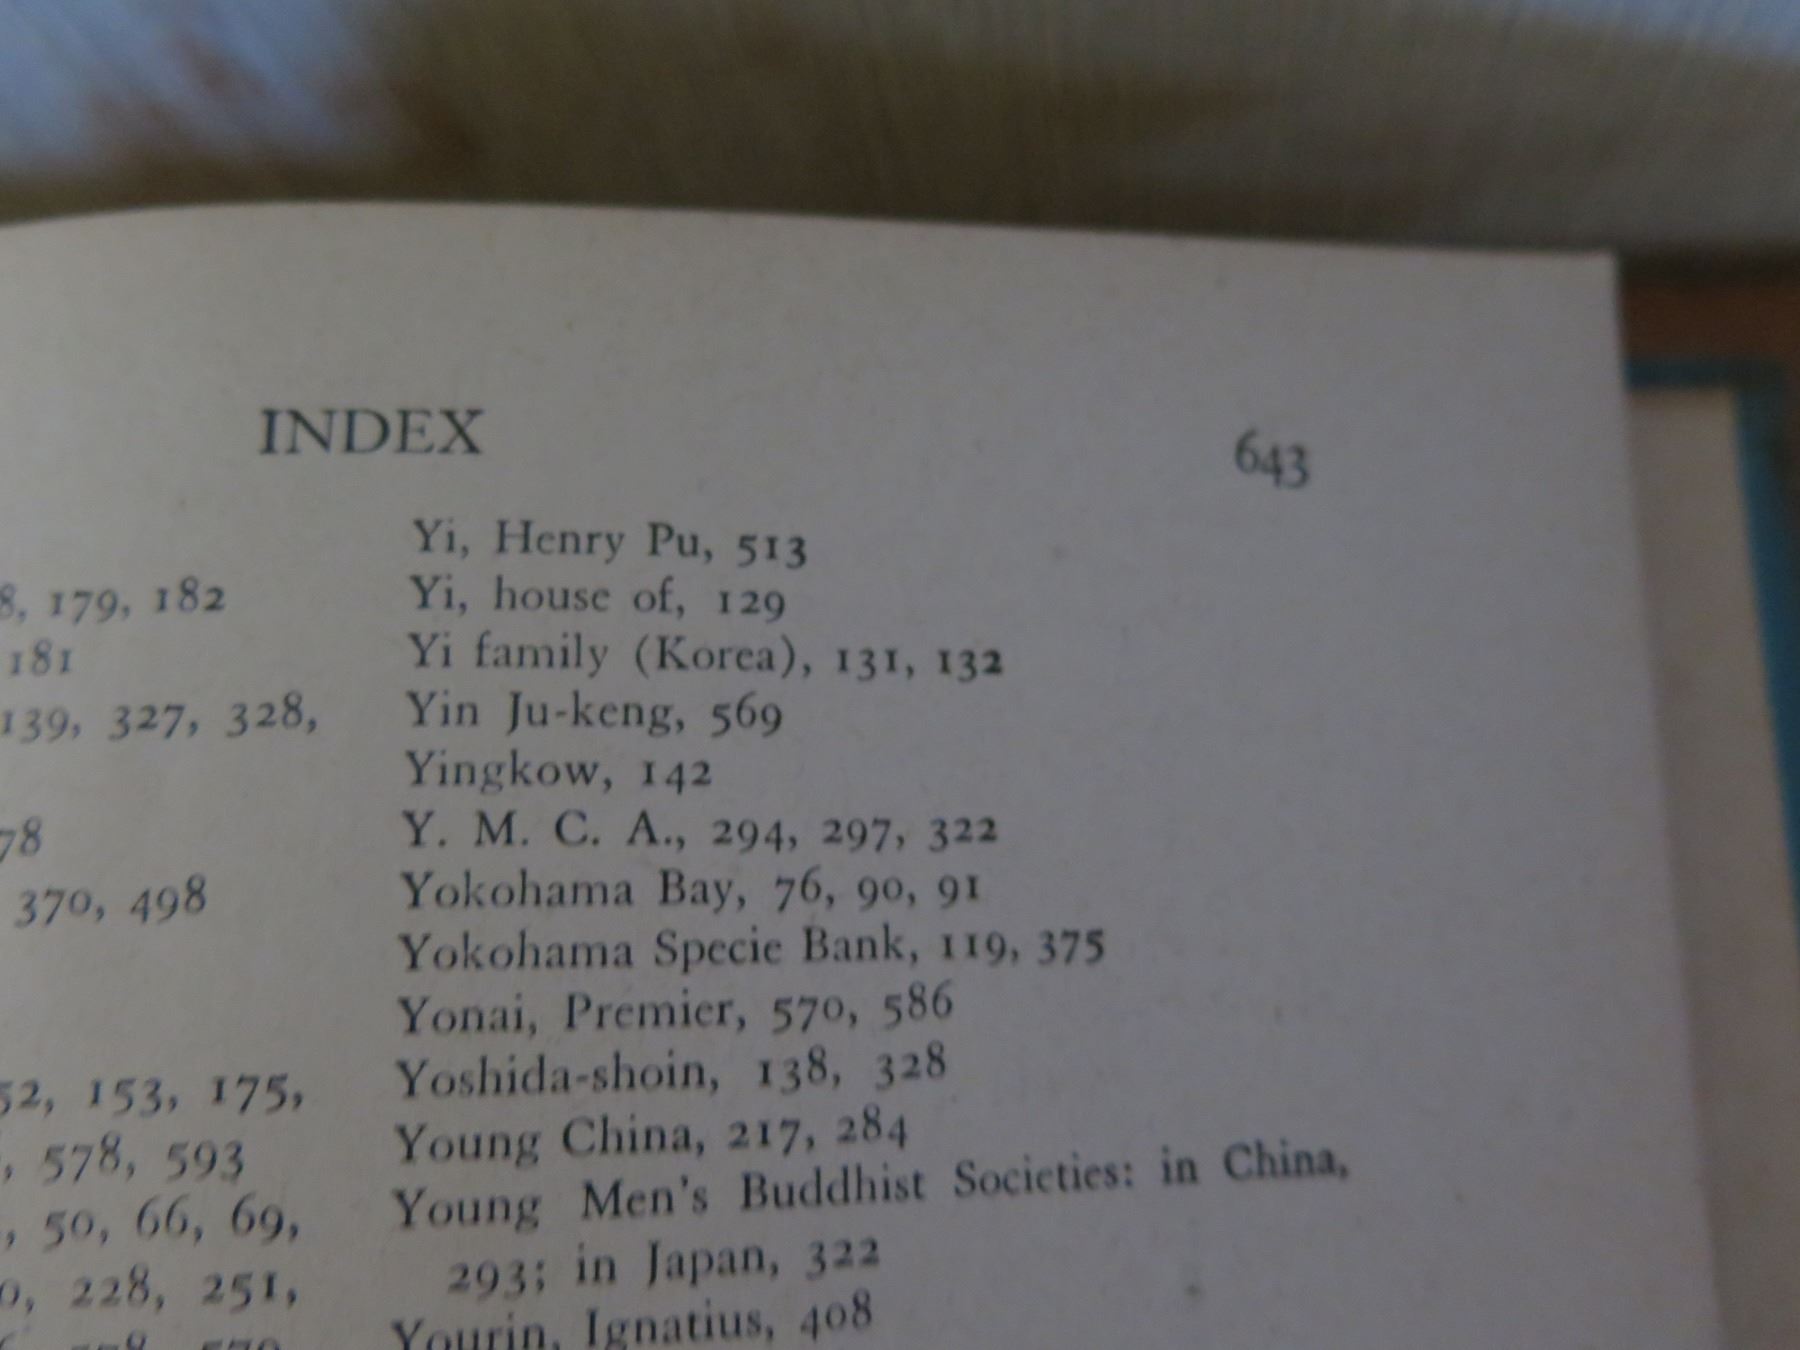 INDEX 643
8, 179, 182
181
139, 327, 328,
78
370, 498
52, 153, 175,
, 578, 593
, 50, 66, 69,
0, 228, 251,
Yi, Henry Pu, 513
Yi, house of, 129
Yi family (Korea), 131, 132
Yin Ju-keng, 569
Yingkow, 142
Y. M. C. A., 294, 297, 322
Yokohama Bay, 76, 90, 91
Yokohama Specie Bank, 119, 375
Yonai, Premier, 570, 586
Yoshida-shoin, 138, 328
Young China, 217, 284
Young Men's Buddhist Societies: in China,
293; in Japan, 322
Yourin, Ignatius, 408